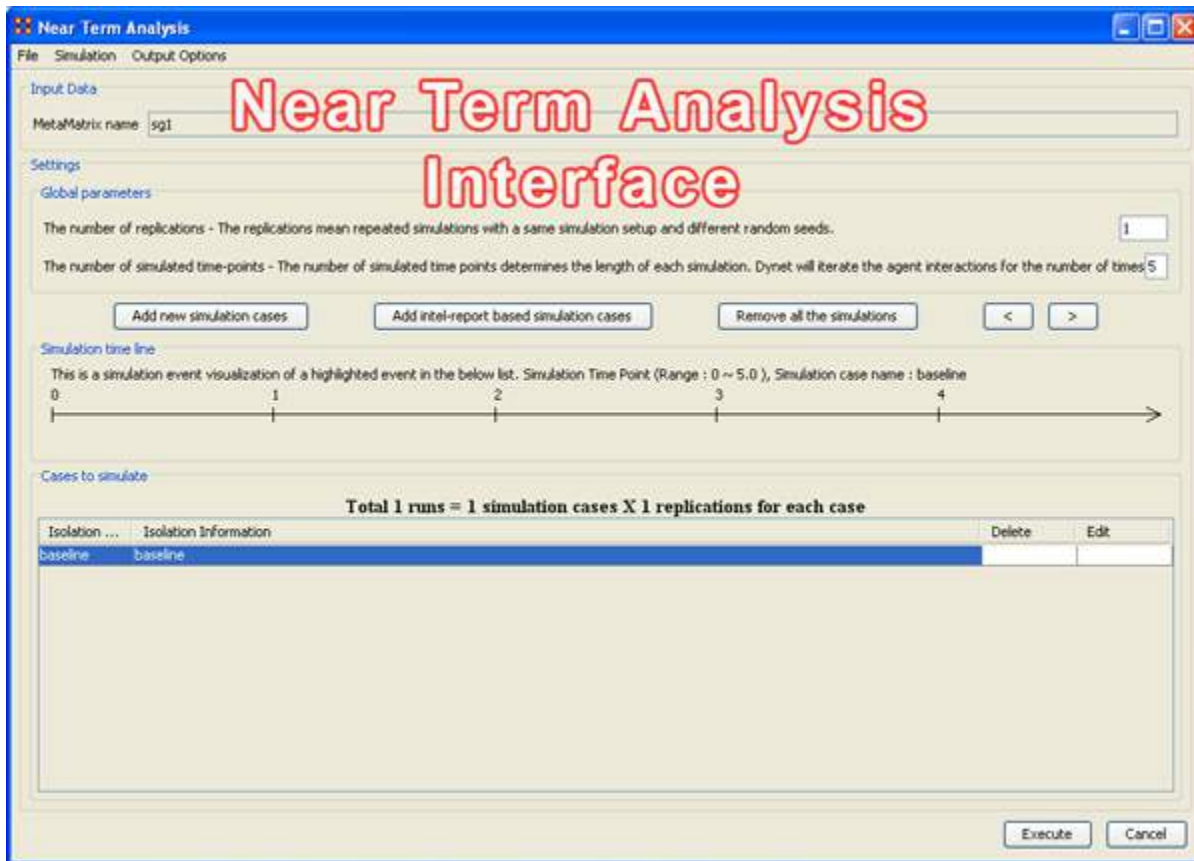 Near Term Analysis
File Simulation Output Options
Near Term Analysis
Interface
Input Data
MetaMatrix name sg1
Settings
Global parameters
The number of replications - The replications mean repeated simulations with a same simulation setup and different random seeds. 1
The number of simulated time-points - The number of simulated time points determines the length of each simulation. Dynet will iterate the agent interactions for the number of times 5
Add new simulation cases Add intel-report based simulation cases Remove all the simulations < >
Simulation time line
This is a simulation event visualization of a highlighted event in the below list. Simulation Time Point (Range : 0 ~ 5.0 ), Simulation case name : baseline
0 1 2 3 4
Cases to simulate
Total 1 runs = 1 simulation cases X 1 replications for each case
Isolation ... Isolation Information Delete Edit
baseline baseline
Execute Cancel